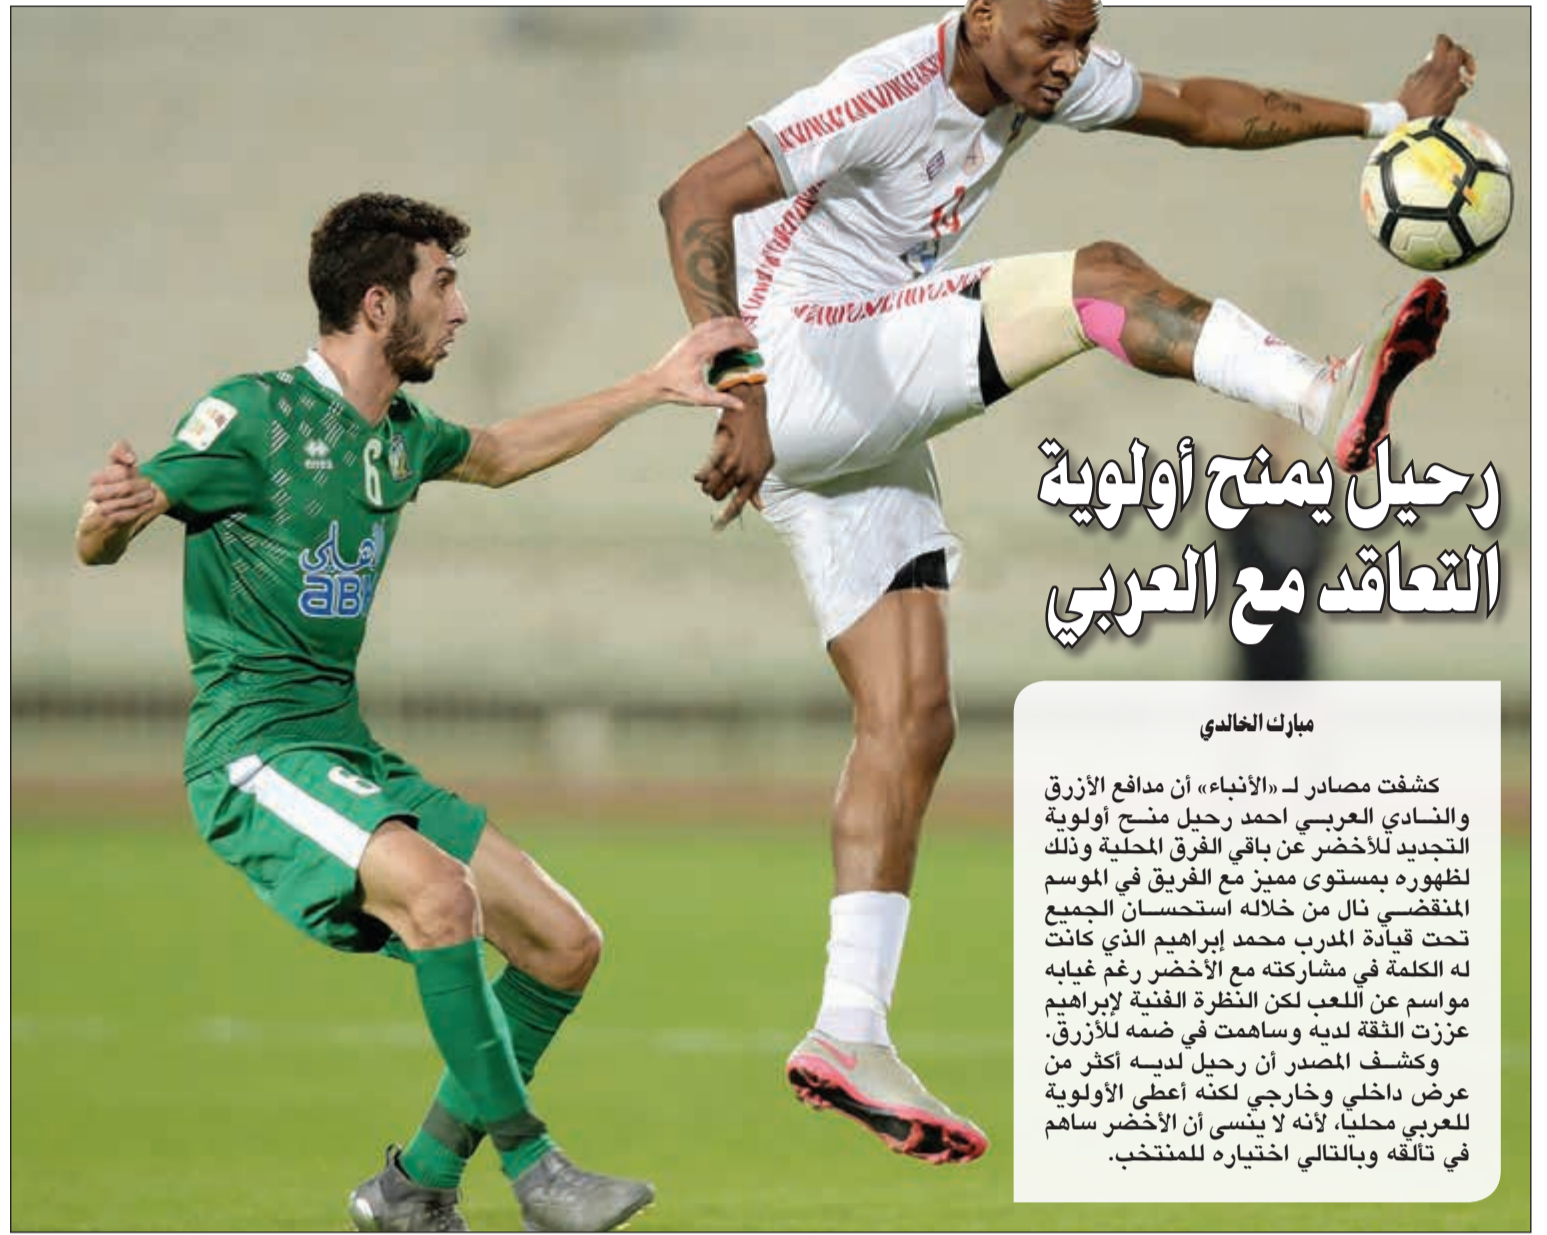 رحيل يمنح أولوية
التعاقد مع العربي
مبارك الخالدي
كشفت مصادر لـ «الأنباء» أن مدافع الأزرق
والنادي العربي احمد رحيل منح أولوية
التجديد للأخضر عن باقي الفرق المحلية وذلك
لظهوره بمستوى مميز مع الفريق في الموسم
المنقضي نال من خلاله استحسان الجميع
تحت قيادة المدرب محمد إبراهيم الذي كانت
له الكلمة في مشاركته مع الأخضر رغم غيابه
مواسم عن اللعب لكن النظرة الفنية لإبراهيم
عززت الثقة لديه وساهمت في ضمه للأزرق.
وكشف المصدر أن رحيل لديه أكثر من
عرض داخلي وخارجي لكنه أعطى الأولوية
للعربي محليا، لأنه لا ينسى أن الأخضر ساهم
في تألقه وبالتالي اختياره للمنتخب.
errea
6
ABK
6